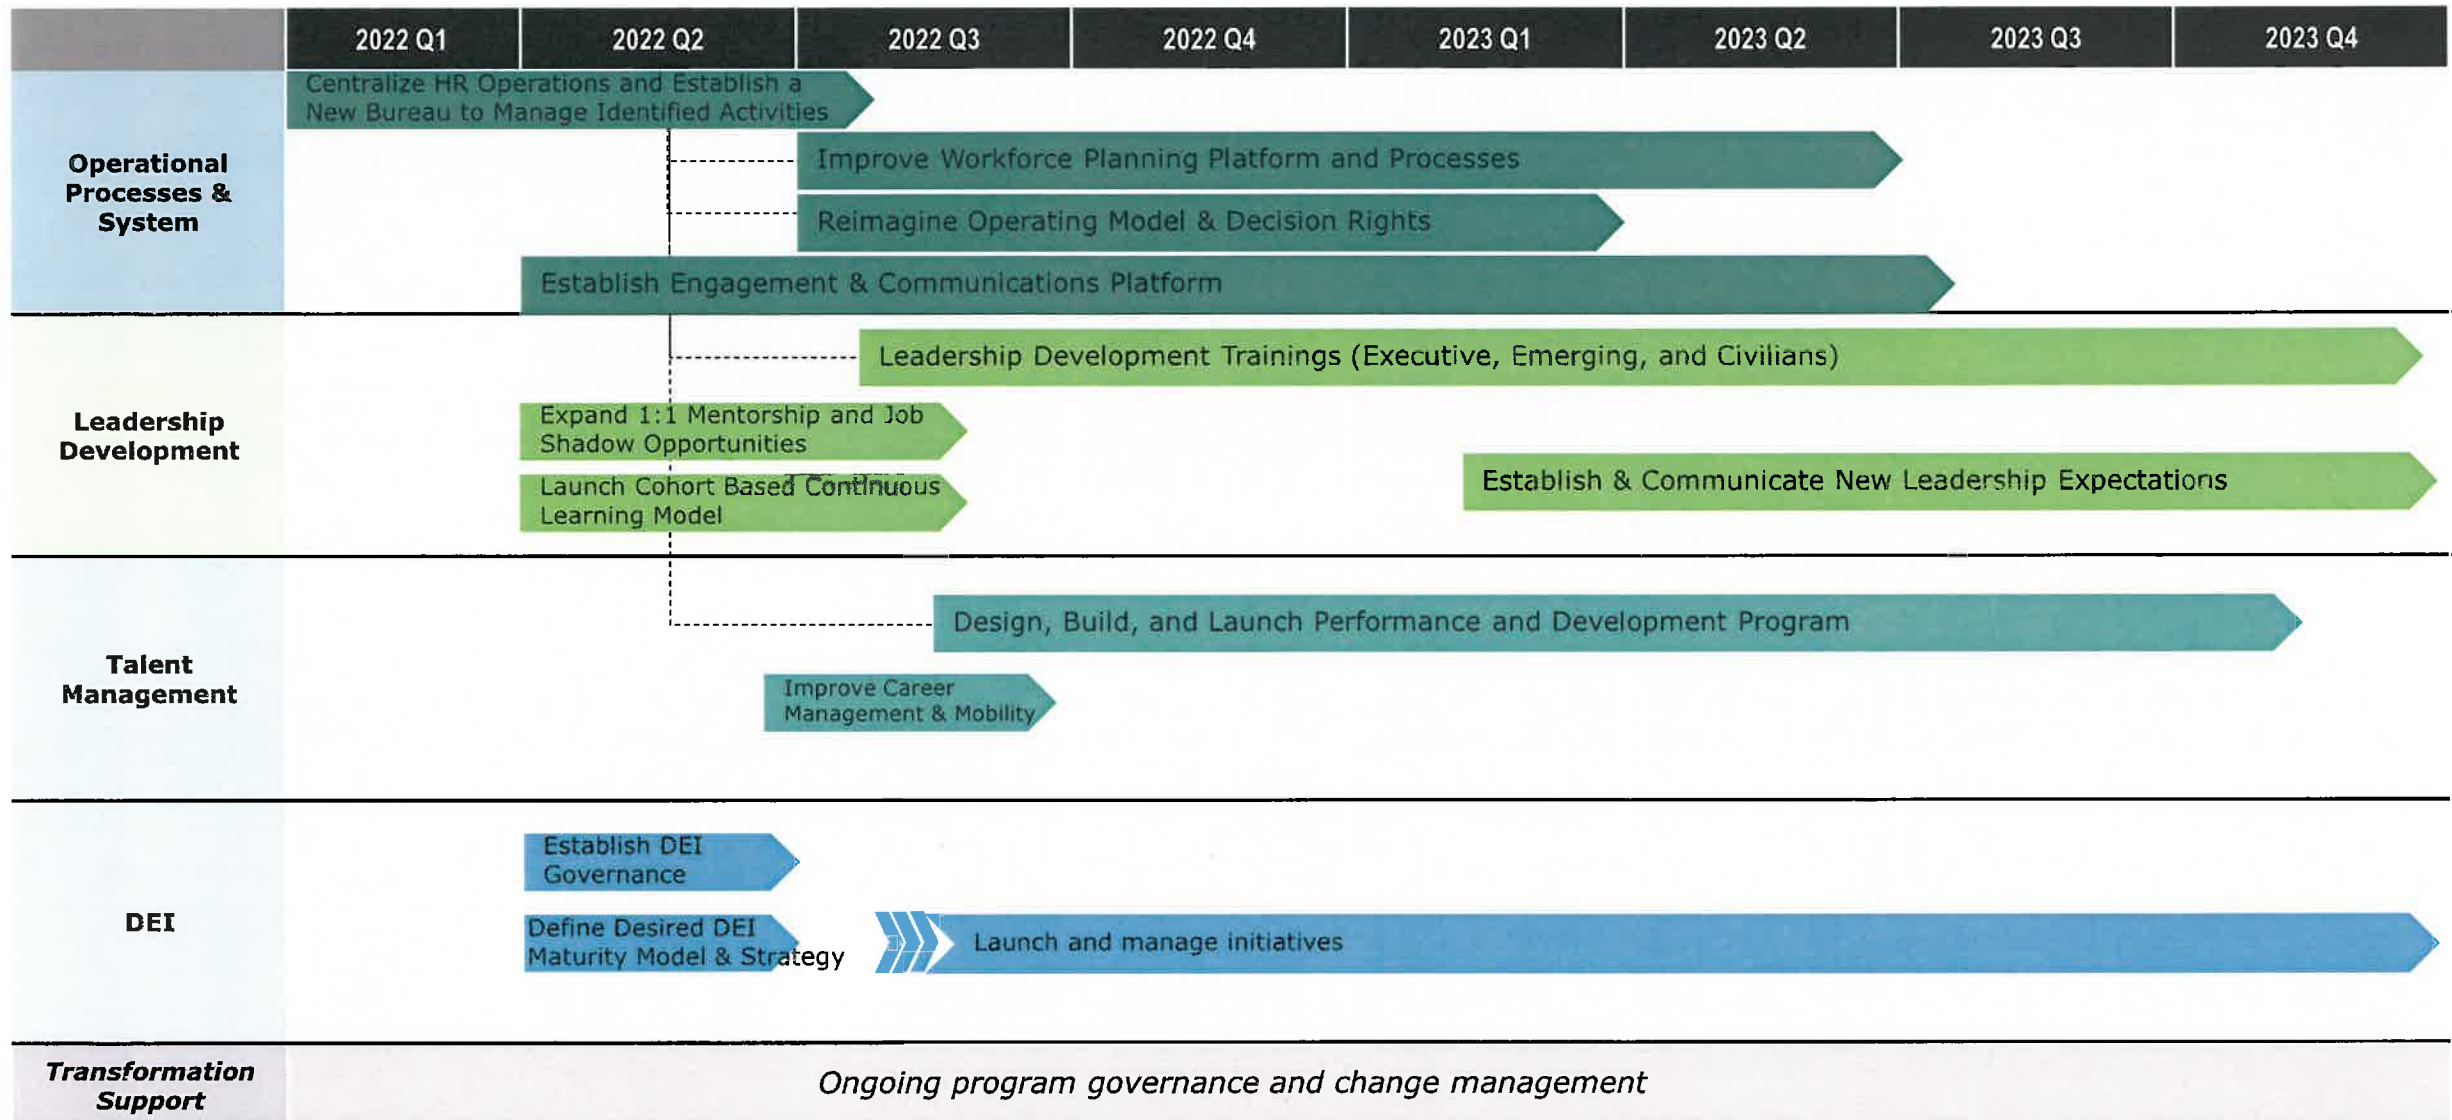 2022 Q1
2022 Q2
2022 Q3
2022 Q4
2023 Q1
2023 Q2
2023 Q3
2023 Q4
Operational
Processes &
System
Centralize HR Operations and Establish a
New Bureau to Manage Identified Activities
Improve Workforce Planning Platform and Processes
Reimagine Operating Model & Decision Rights
Establish Engagement & Communications Platform
Leadership
Development
Leadership Development Trainings (Executive, Emerging, and Civilians)
Expand 1:1 Mentorship and Job
Shadow Opportunities
Launch Cohort Based Continuous
Learning Model
Establish & Communicate New Leadership Expectations
Talent
Management
Design, Build, and Launch Performance and Development Program
Improve Career
Management & Mobility
DEI
Establish DEI
Governance
Define Desired DEI
Maturity Model & Strategy
Launch and manage initiatives
Transformation
Support
Ongoing program governance and change management